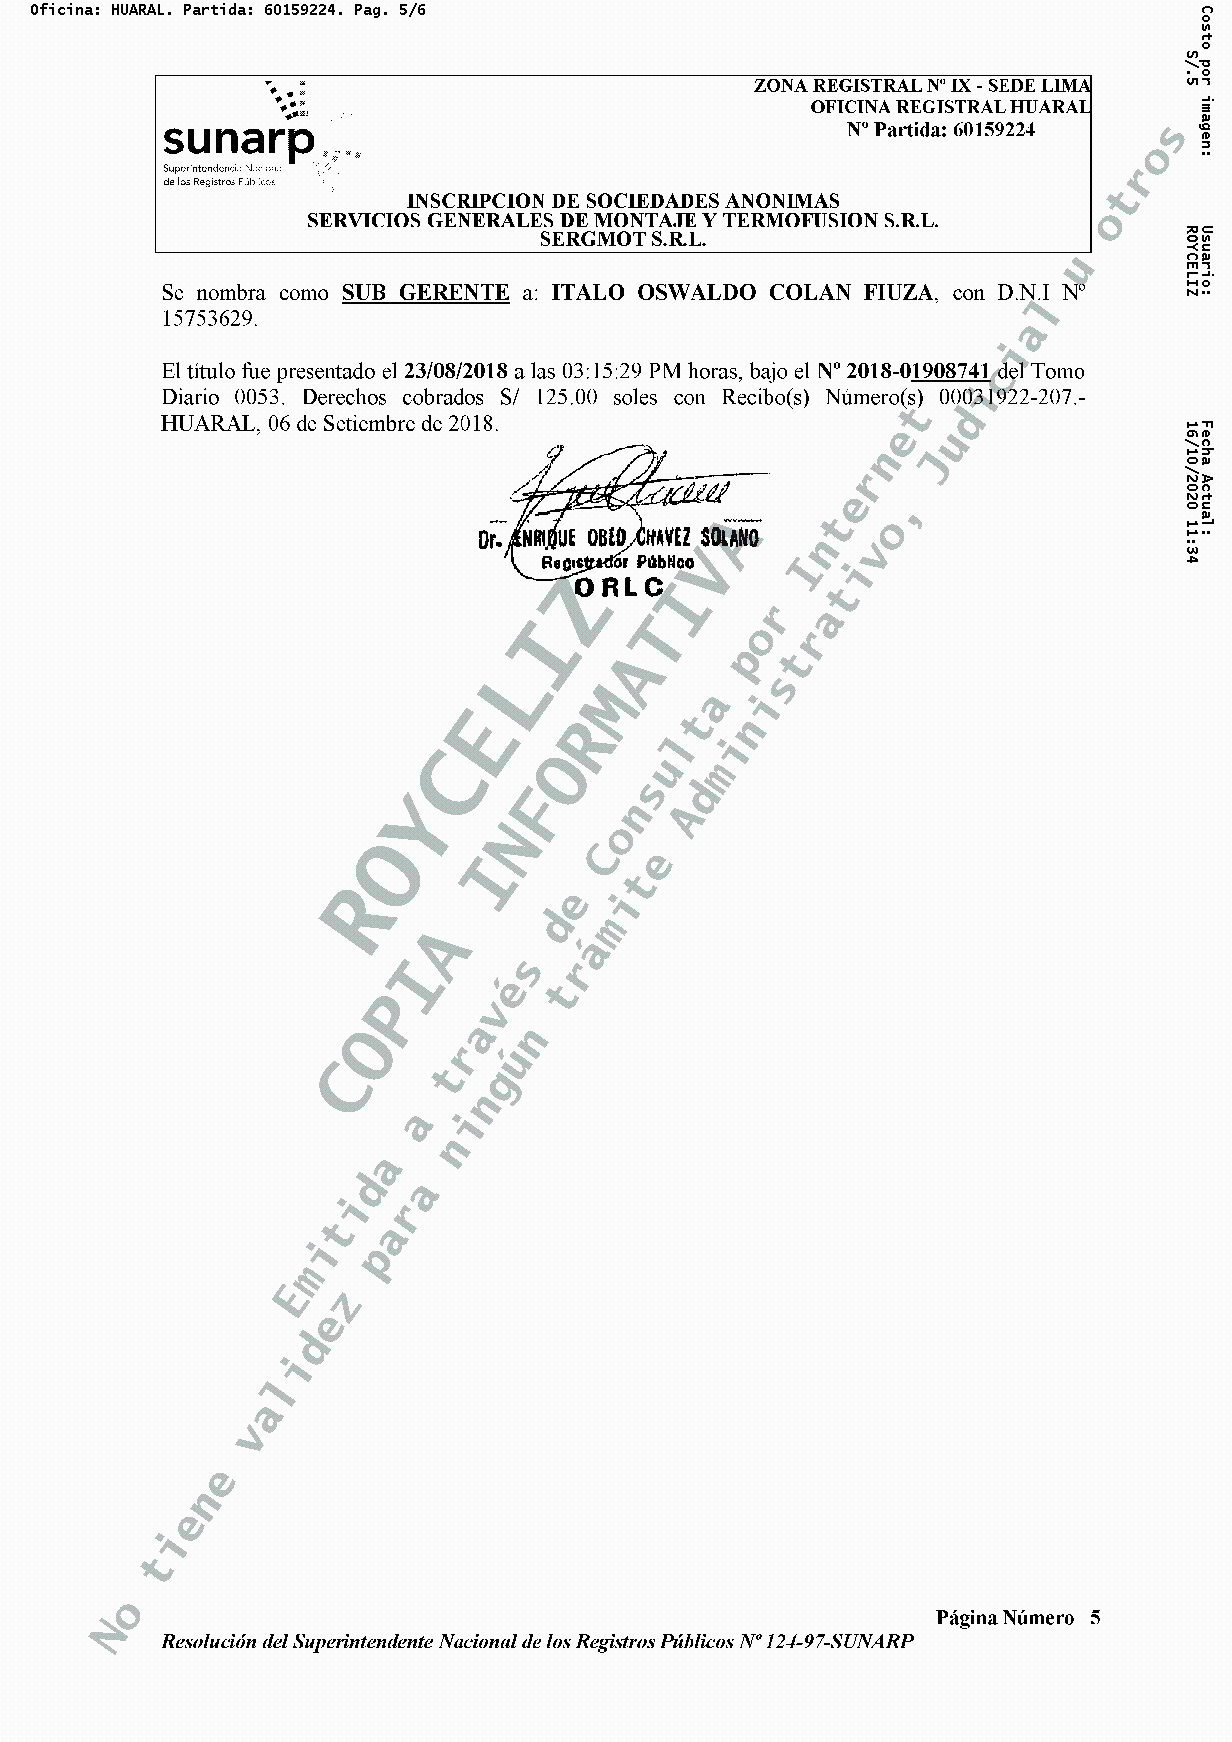 Oficina: HUARAL. Partida: 60159224. Pag. 5/6
Costo por imagen:
S/.5
Usuario:
ROYCELIZ
Fecha Actual:
16/10/2020 11:34
sunarp
Superintendencia Nacional
de los Registros Públicos
ZONA REGISTRAL Nº IX - SEDE LIMA
OFICINA REGISTRAL HUARAL
Nº Partida: 60159224
INSCRIPCION DE SOCIEDADES ANONIMAS
SERVICIOS GENERALES DE MONTAJE Y TERMOFUSION S.R.L.
SERGMOT S.R.L.
Se nombra como SUB GERENTE a: ITALO OSWALDO COLAN FIUZA, con D.N.I Nº
15753629.
El título fue presentado el 23/08/2018 a las 03:15:29 PM horas, bajo el Nº 2018-01908741 del Tomo
Diario 0053. Derechos cobrados S/ 125.00 soles con Recibo(s) Número(s) 00031922-207.-
HUARAL, 06 de Setiembre de 2018.
Dr. ENRIQUE OBED CHAVEZ SOLANO
Registrador Público
ORLC
ROYCELIZ
COPIA INFORMATIVA
Emitida a través de Consulta por Internet
No tiene validez para ningún trámite Administrativo, Judicial u otros
Página Número 5
Resolución del Superintendente Nacional de los Registros Públicos Nº 124-97-SUNARP